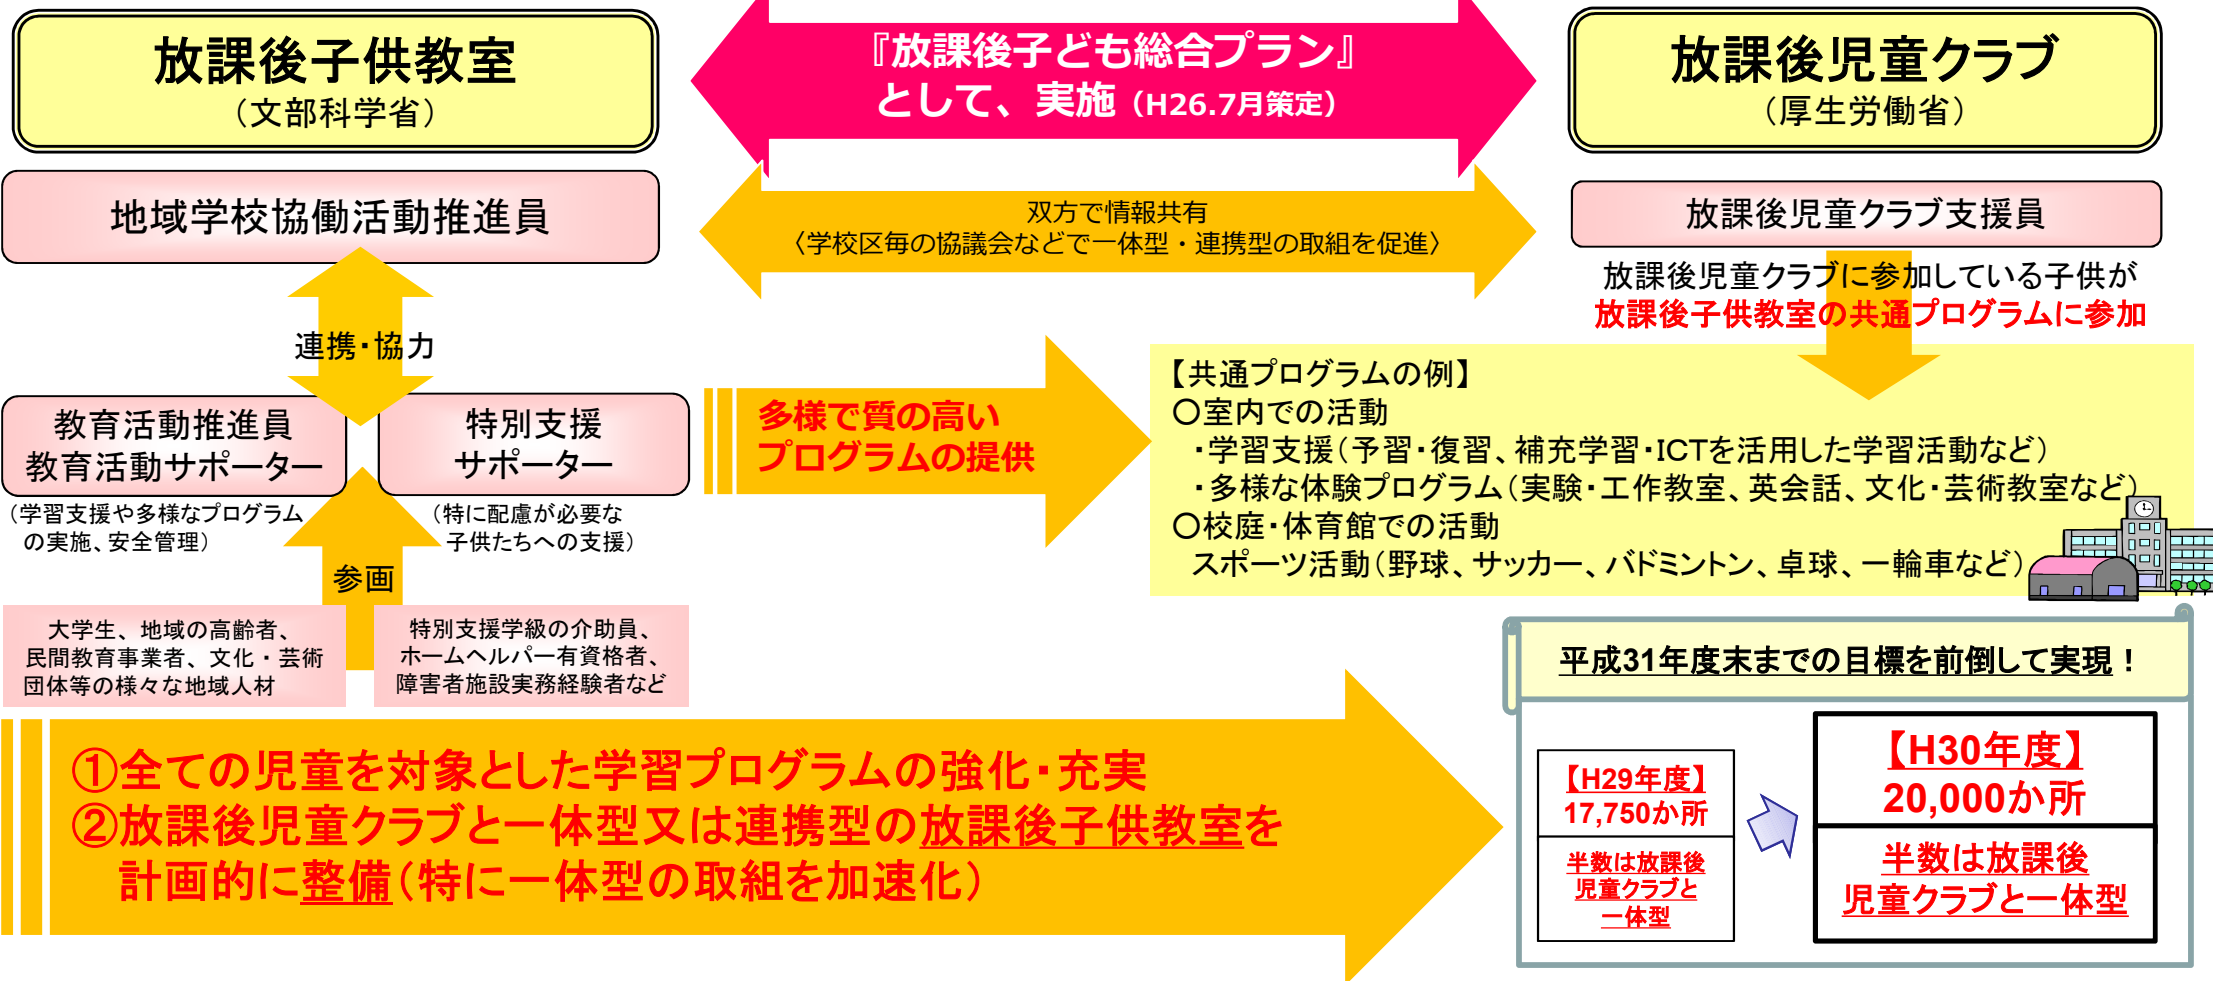 放課後子供教室
（文部科学省）
『放課後子ども総合プラン』
として、実施（H26.7月策定）
放課後児童クラブ
（厚生労働省）
地域学校協働活動推進員
双方で情報共有
〈学校区毎の協議会などで一体型・連携型の取組を促進〉
放課後児童クラブ支援員
放課後児童クラブに参加している子供が
放課後子供教室の共通プログラムに参加
連携・協力
教育活動推進員
教育活動サポーター
特別支援
サポーター
（学習支援や多様なプログラム
の実施、安全管理）
（特に配慮が必要な
子供たちへの支援）
参画
大学生、地域の高齢者、
民間教育事業者、文化・芸術
団体等の様々な地域人材
特別支援学級の介助員、
ホームヘルパー有資格者、
障害者施設実務経験者など
多様で質の高い
プログラムの提供
【共通プログラムの例】
〇室内での活動
・学習支援（予習・復習、補充学習・ICTを活用した学習活動など）
・多様な体験プログラム（実験・工作教室、英会話、文化・芸術教室など）
〇校庭・体育館での活動
スポーツ活動（野球、サッカー、バドミントン、卓球、一輪車など）
①全ての児童を対象とした学習プログラムの強化・充実
②放課後児童クラブと一体型又は連携型の放課後子供教室を
計画的に整備（特に一体型の取組を加速化）
平成31年度末までの目標を前倒して実現！
【H29年度】
17,750か所
半数は放課後
児童クラブと
一体型
【H30年度】
20,000か所
半数は放課後
児童クラブと一体型